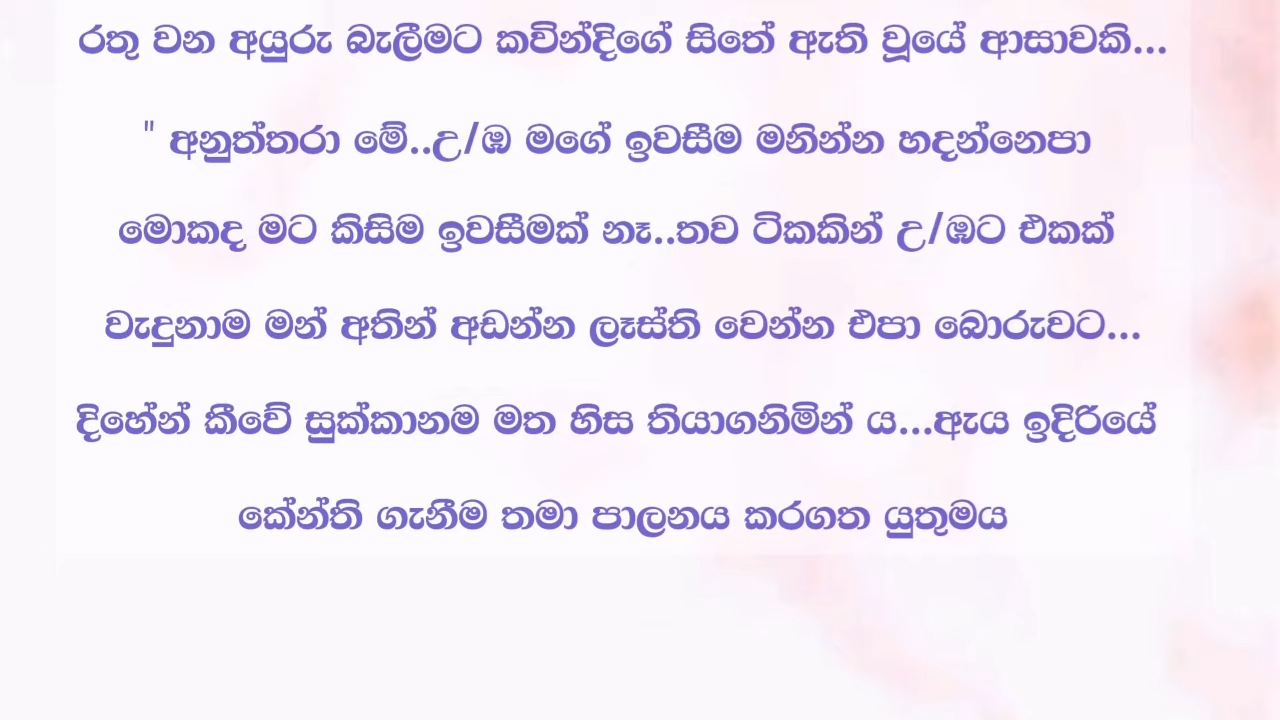 රතු වන අයුරු බැලීමට කවින්දිගේ සිතේ ඇති වූයේ ආසාවකි...
" අනුත්තරා මේ..උ/ඹ මගේ ඉවසීම මනින්න හදන්නෙපා
මොකද මට කිසිම ඉවසීමක් නෑ..තව ටිකකින් උ/ඹට එකක්
වැදුනාම මන් අතින් අඩන්න ලෑස්ති වෙන්න එපා බොරුවට...
දිහේන් කීවේ සුක්කානම මත හිස තියාගනිමින් ය...ඇය ඉදිරියේ
කේන්ති ගැනීම තමා පාලනය කරගත යුතුමය